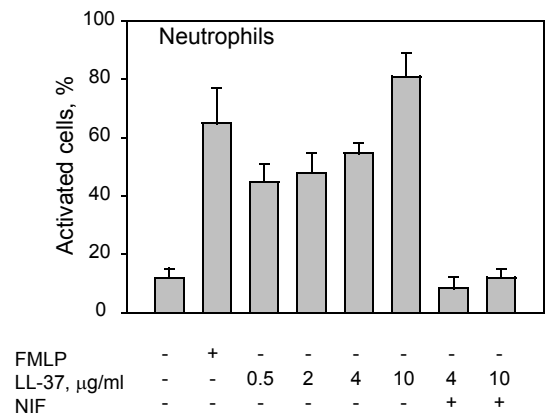 100
Neutrophils
80
60
40
20
0
Activated cells, %
FMLP - + - - - - - -
LL-37, μg/ml - - 0.5 2 4 10 4 10
NIF - - - - - - + +